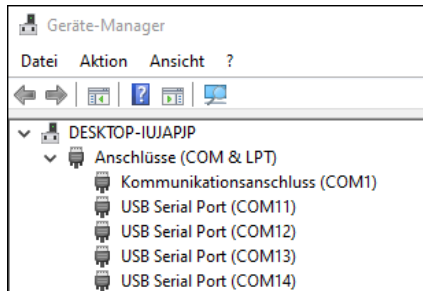 Geräte-Manager
Datei Aktion Ansicht ?
DESKTOP-IUJAPJP
Anschlüsse (COM & LPT)
Kommunikationsanschluss (COM1)
USB Serial Port (COM11)
USB Serial Port (COM12)
USB Serial Port (COM13)
USB Serial Port (COM14)